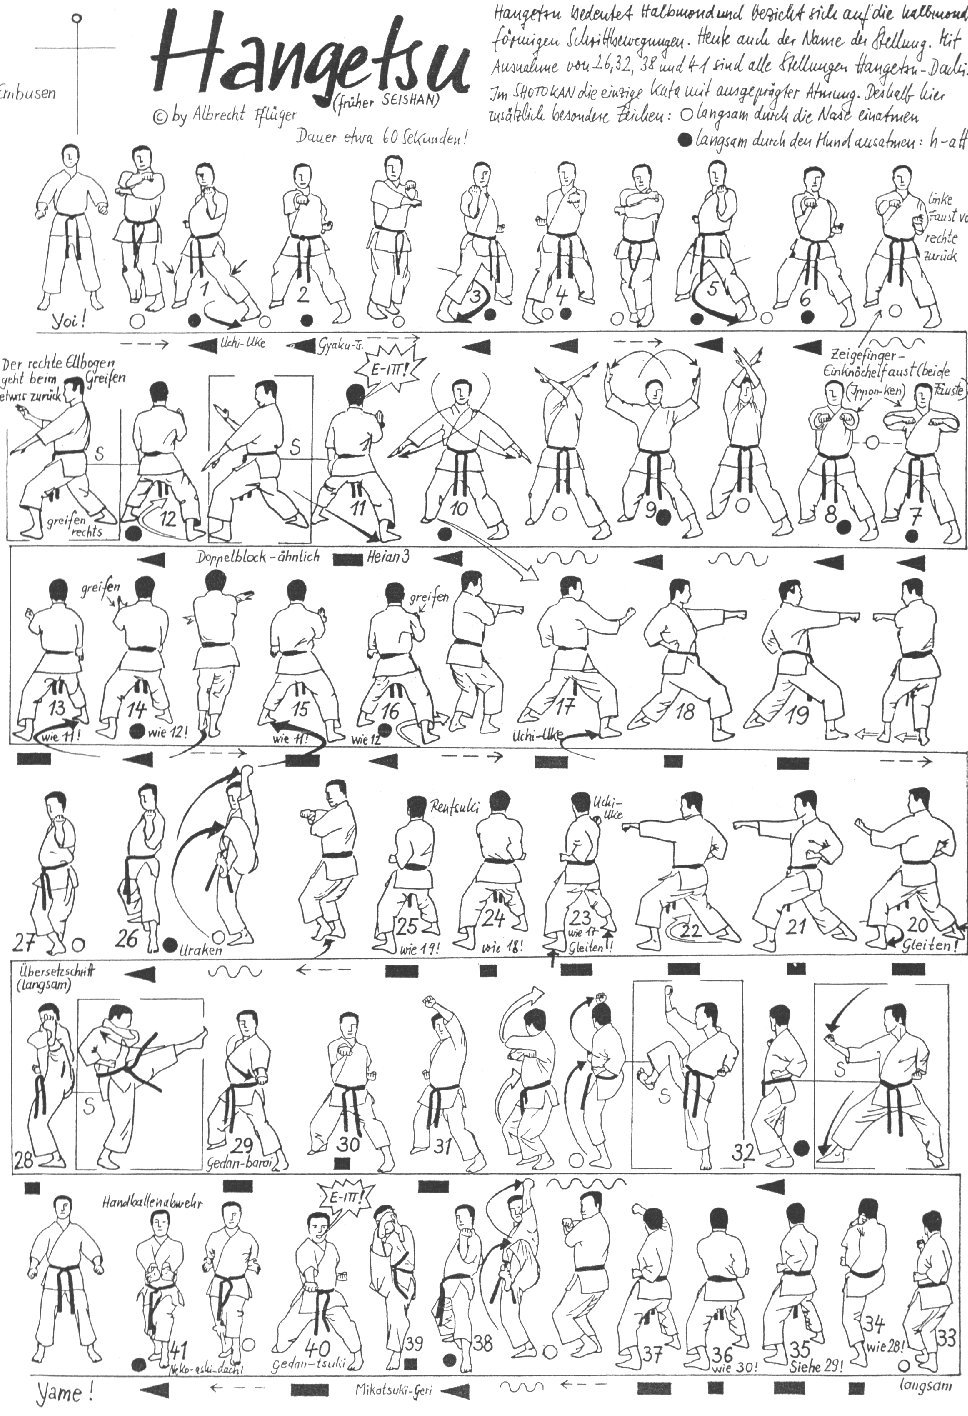 Hangetsu
(früher SEISHAN)
© by Albrecht Pflüger
Dauer etwa 60 Sekunden!
Embusen
Hangetsu bedeutet Halbmond und bezieht sich auf die halbmond
förmigen Schrittbewegungen. Heute auch der Name der Stellung. Mit
Ausnahme von 26, 32, 38 und 41 sind alle Stellungen Hangetsu-Dachi.
Im SHOTOKAN die einzige Kata mit ausgeprägter Atmung. Deshalb hier
zusätzlich besondere Zeichen: langsam durch die Nase einatmen
langsam durch den Mund ausatmen: h-att
linke
Faust vo
rechte
zurück
1 2 3 4 5 6
Yoi!
Uchi-Uke
Gyaku-Z.
Zeigefinger-
Einknöchelfaust (beide
(Ippon-ken) Fäuste)
Der rechte Ellbogen
geht beim Greifen
etwas zurück
E-ITT!
S S
greifen
rechts
12 11 10 9 8 7
Doppelblock-ähnlich Heian 3
greifen greifen
13 14 15 16 17 18 19
wie 11! wie 12! wie 11! wie 12 Uchi-Uke
Rentsuki Uchi-
Uke
27 26 25 24 23 22 21 20
Uraken wie 19! wie 18! wie 17 Gleiten!
Gleiten!!
Übersetzschritt
(langsam)
S S S
28 29 30 31 32
Gedan-barai
Handballenabwehr E-ITT!
41 40 39 38 37 36 35 34 33
Neko-ashi-dachi Gedan-tsuki wie 30! Siehe 29! wie 28!
Yame! Mikatsuki-Geri langsam